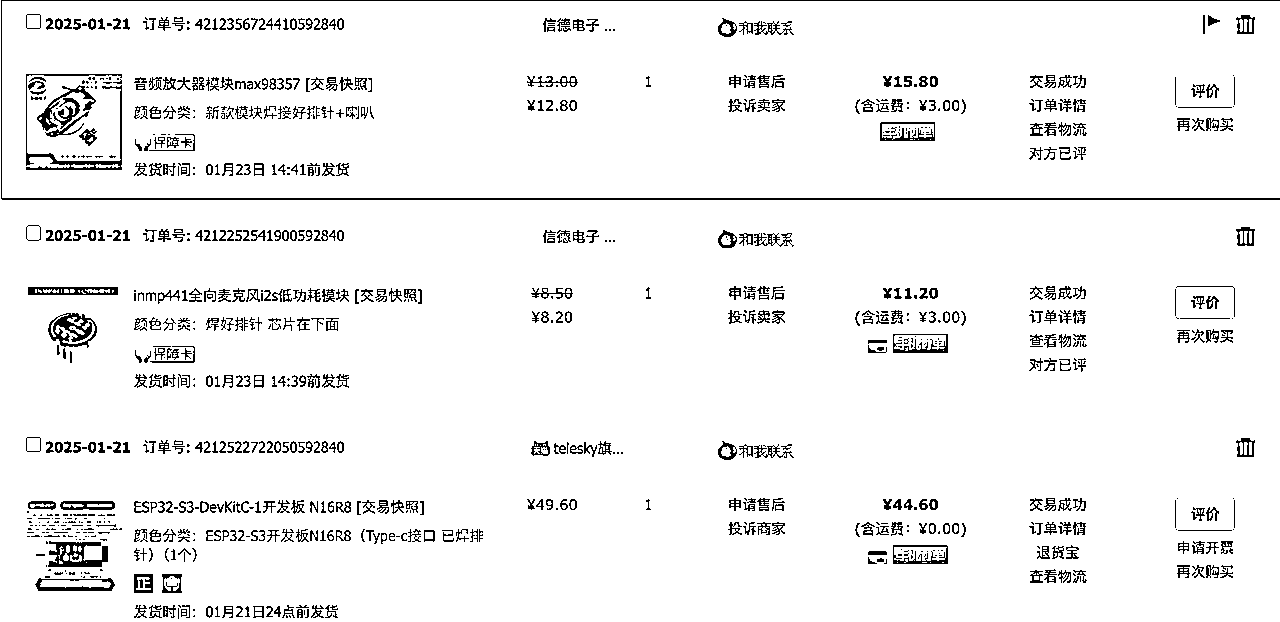 2025-01-21 订单号: 4212356724410592840 信德电子 ... 和我联系
音频放大器模块max98357 [交易快照] ¥13.00 1 申请售后 ¥15.80 交易成功 评价
颜色分类：新款模块焊接好排针+喇叭 ¥12.80 投诉卖家 (含运费：¥3.00) 订单详情
保障卡 手机订单 查看物流 再次购买
对方已评
发货时间：01月23日 14:41前发货
2025-01-21 订单号: 4212252541900592840 信德电子 ... 和我联系
inmp441全向麦克风i2s低功耗模块 [交易快照] ¥8.50 1 申请售后 ¥11.20 交易成功 评价
颜色分类：焊好排针 芯片在下面 ¥8.20 投诉卖家 (含运费：¥3.00) 订单详情
保障卡 手机订单 查看物流 再次购买
对方已评
发货时间：01月23日 14:39前发货
2025-01-21 订单号: 4212522722050592840 telesky旗... 和我联系
ESP32-S3-DevKitC-1开发板 N16R8 [交易快照] ¥49.60 1 申请售后 ¥44.60 交易成功 评价
颜色分类：ESP32-S3开发板N16R8（Type-c接口 已焊排 投诉商家 (含运费：¥0.00) 订单详情
针）（1个） 手机订单 退货宝 申请开票
正 查看物流 再次购买
发货时间：01月21日24点前发货